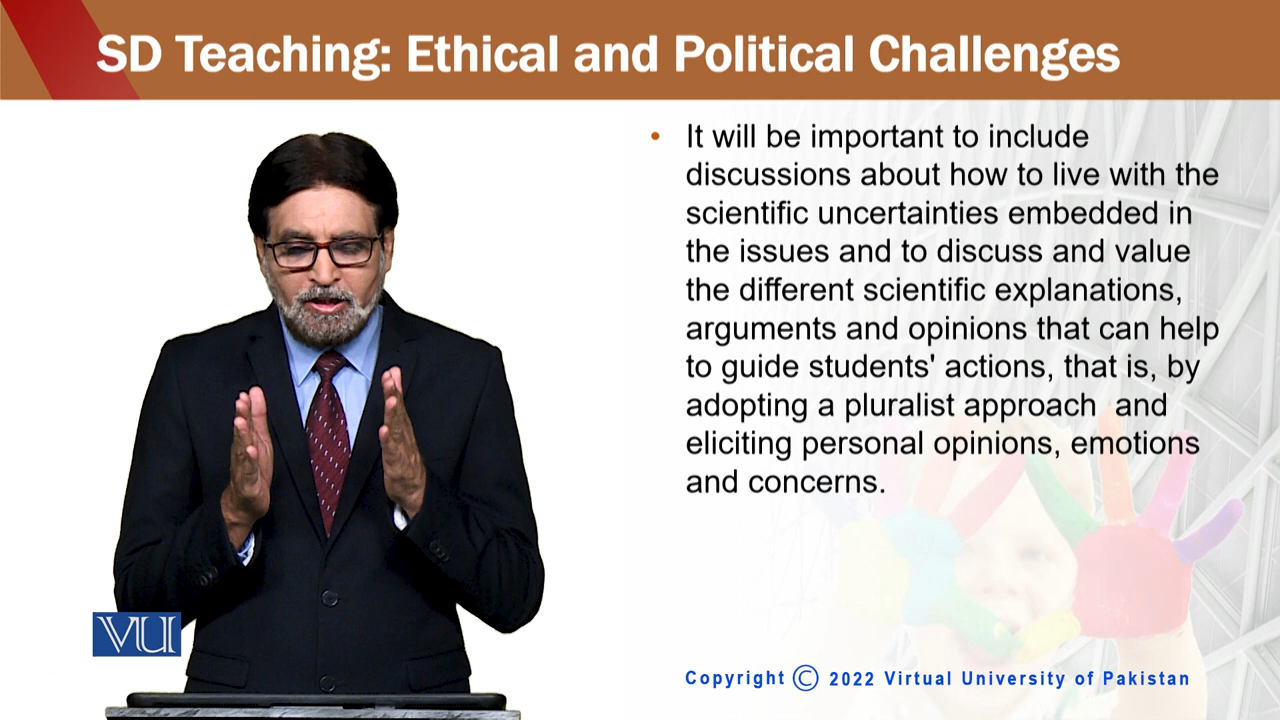 SD Teaching: Ethical and Political Challenges
• It will be important to include
discussions about how to live with the
scientific uncertainties embedded in
the issues and to discuss and value
the different scientific explanations,
arguments and opinions that can help
to guide students' actions, that is, by
adopting a pluralist approach  and
eliciting personal opinions, emotions
and concerns.
VU
Copyright © 2022 Virtual University of Pakistan